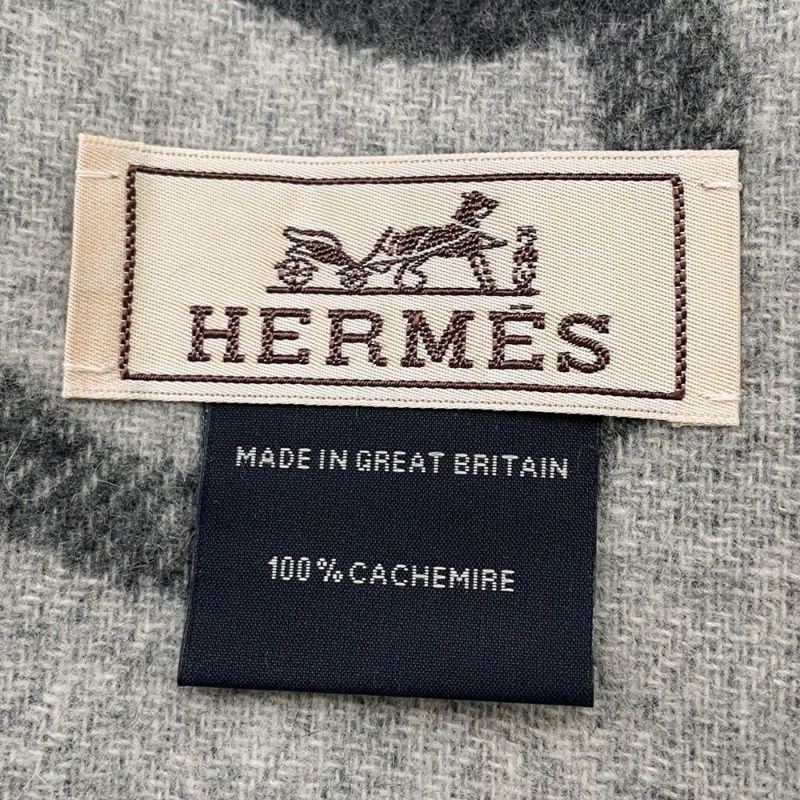 HERMÈS
MADE IN GREAT BRITAIN
100% CACHEMIRE